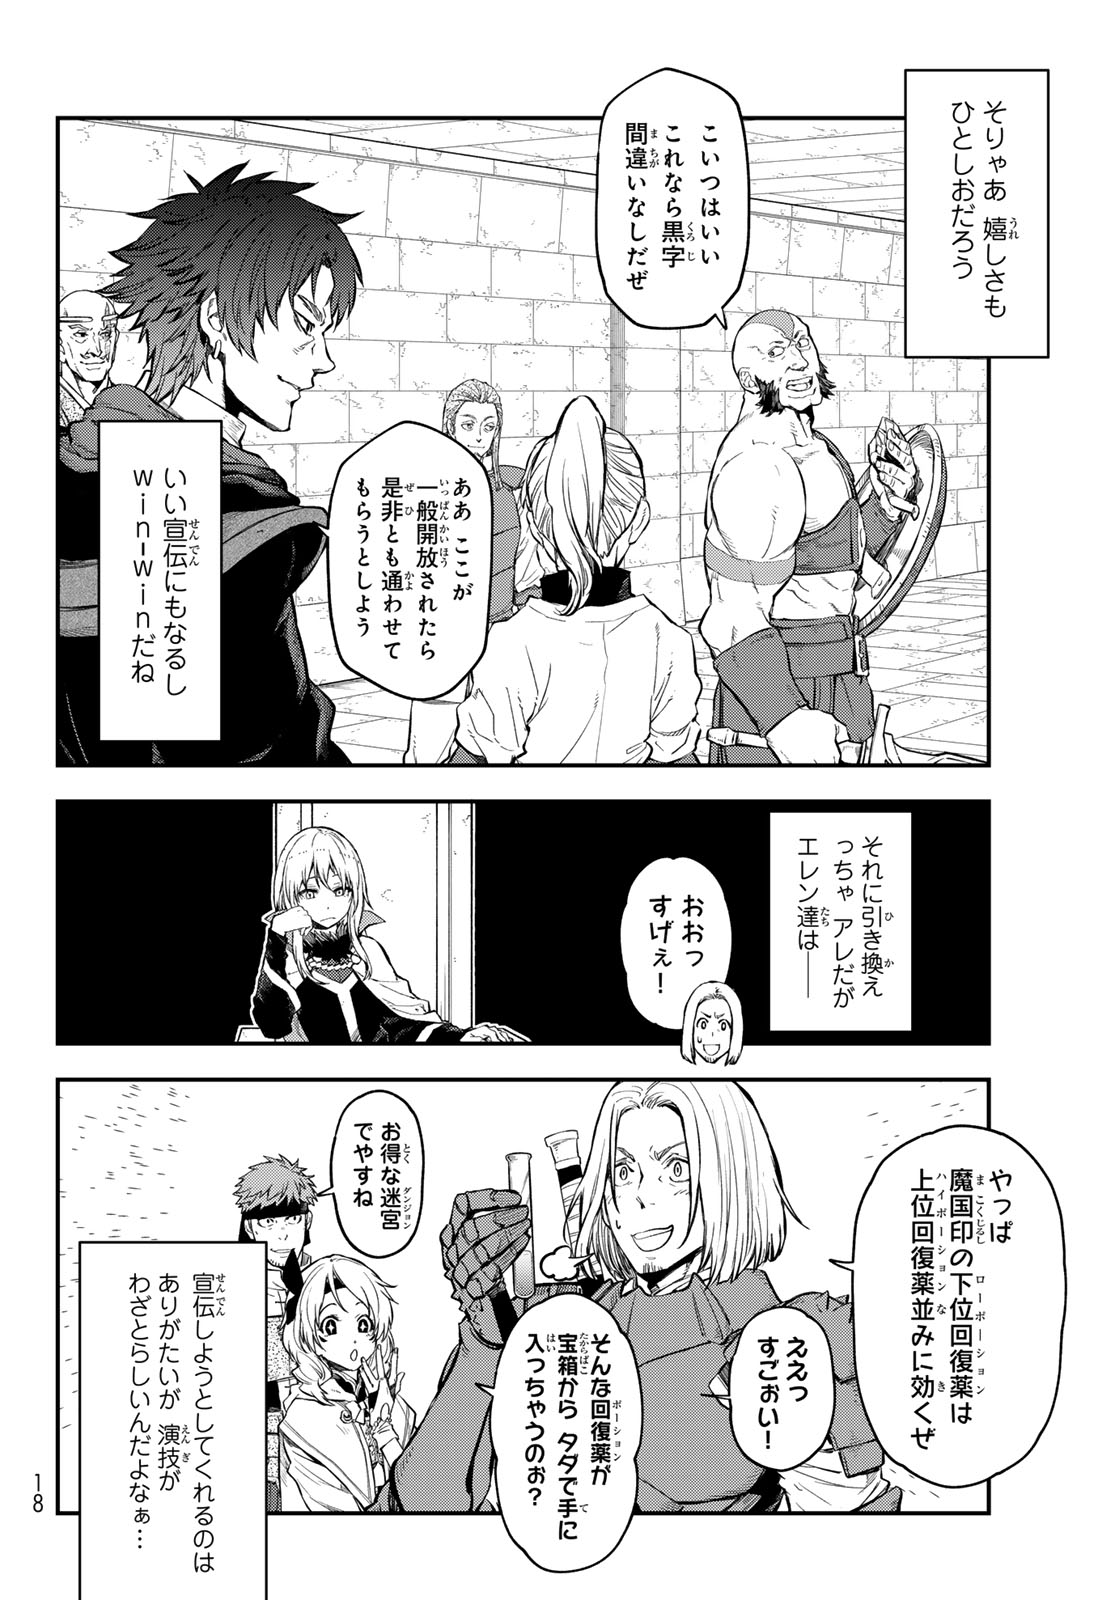 そりゃあ 嬉しさも
ひとしおだろう
こいつはいい
これなら黒字
間違いなしだぜ
ああ ここが
一般開放されたら
是非とも通わせて
もらうとしよう
いい宣伝にもなるし
win-winだね
それに引き換え
っちゃ アレだが
エレン達は――
おおっ
すげぇ！
やっぱ
魔国印の下位回復薬は
上位回復薬並みに効くぜ
ええっ
すごぉい！
そんな回復薬が
宝箱から タダで手に
入っちゃうのぉ？
お得な迷宮
でやすね
宣伝しようとしてくれるのは
ありがたいが 演技が
わざとらしいんだよなぁ…
18